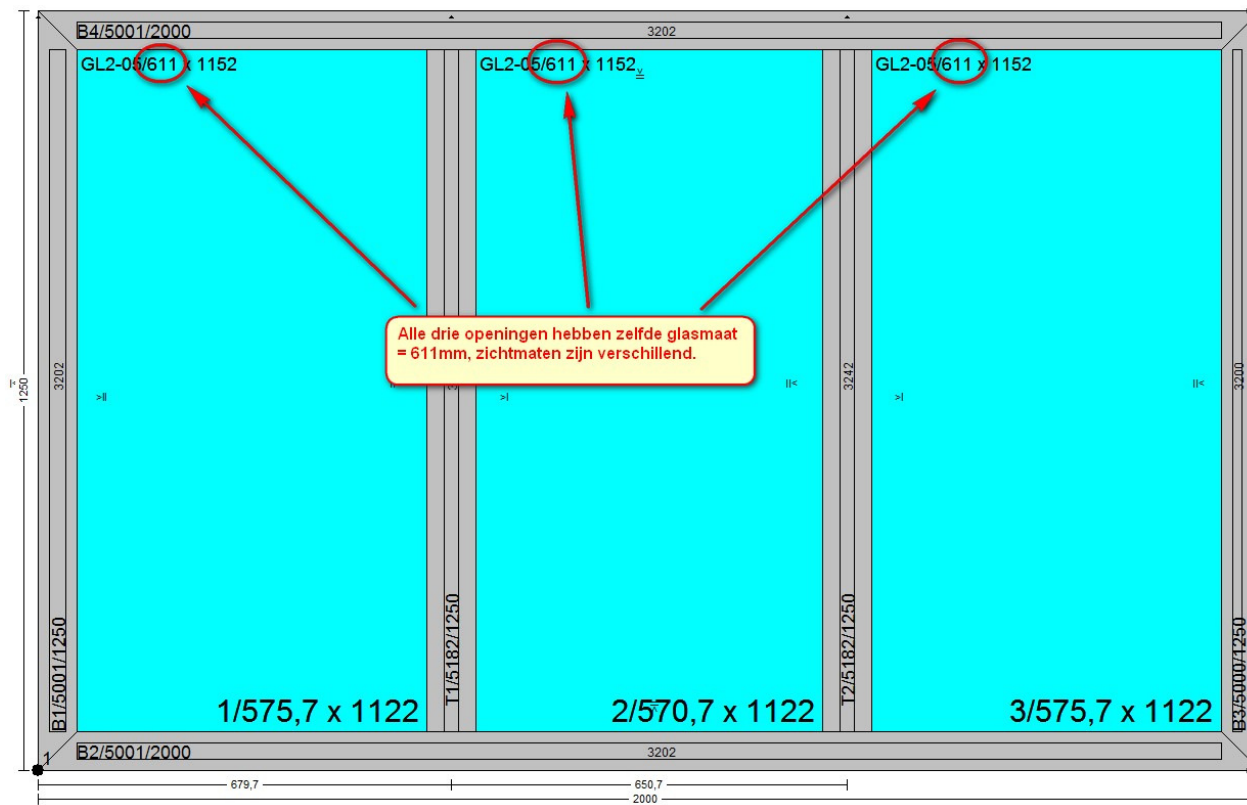 B4/5001/2000
3202
GL2-05/611 x 1152
GL2-05/611 x 1152
GL2-05/611 x 1152
Alle drie openingen hebben zelfde glasmaat
= 611mm, zichtmaten zijn verschillend.
1250
3202
>II
>I
II<
3242
>I
II<
3200
B1/5001/1250
T1/5182/1250
T2/5182/1250
B3/5000/1250
1/575,7 x 1122
2/570,7 x 1122
3/575,7 x 1122
1
B2/5001/2000
3202
679,7
650,7
2000